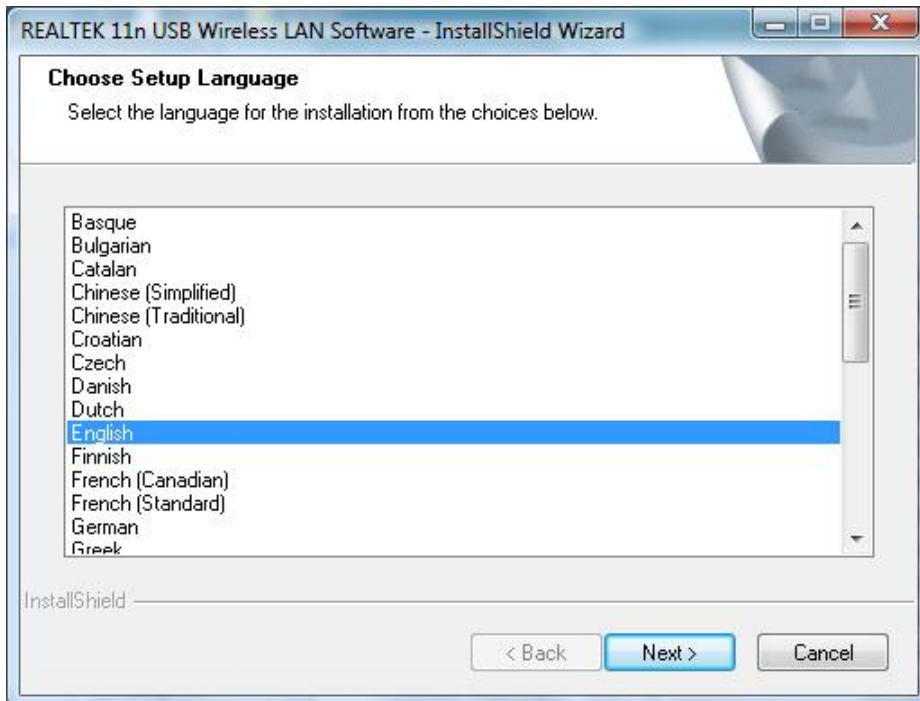 REALTEK 11n USB Wireless LAN Software - InstallShield Wizard
Choose Setup Language
Select the language for the installation from the choices below.
Basque
Bulgarian
Catalan
Chinese (Simplified)
Chinese (Traditional)
Croatian
Czech
Danish
Dutch
English
Finnish
French (Canadian)
French (Standard)
German
Greek
InstallShield
< Back Next > Cancel